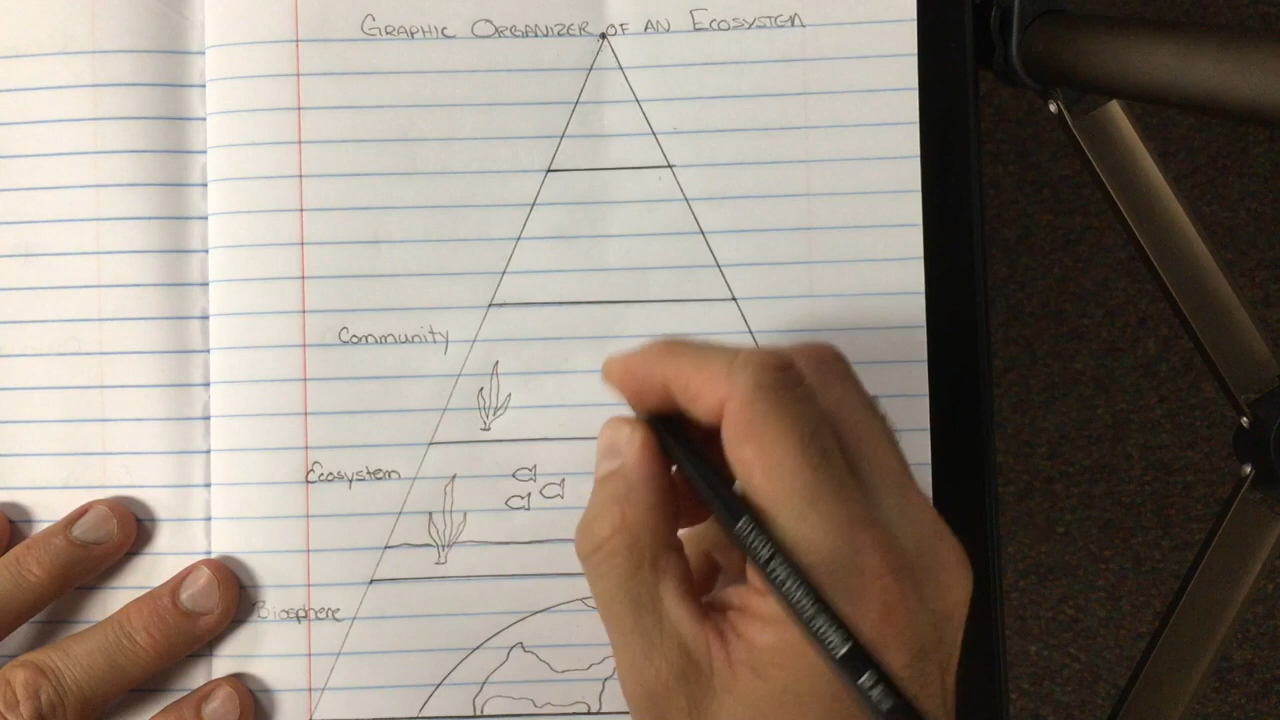 GRAPHIC ORGANIZER OF AN ECOSYSTEM
Community
Ecosystem
Biosphere